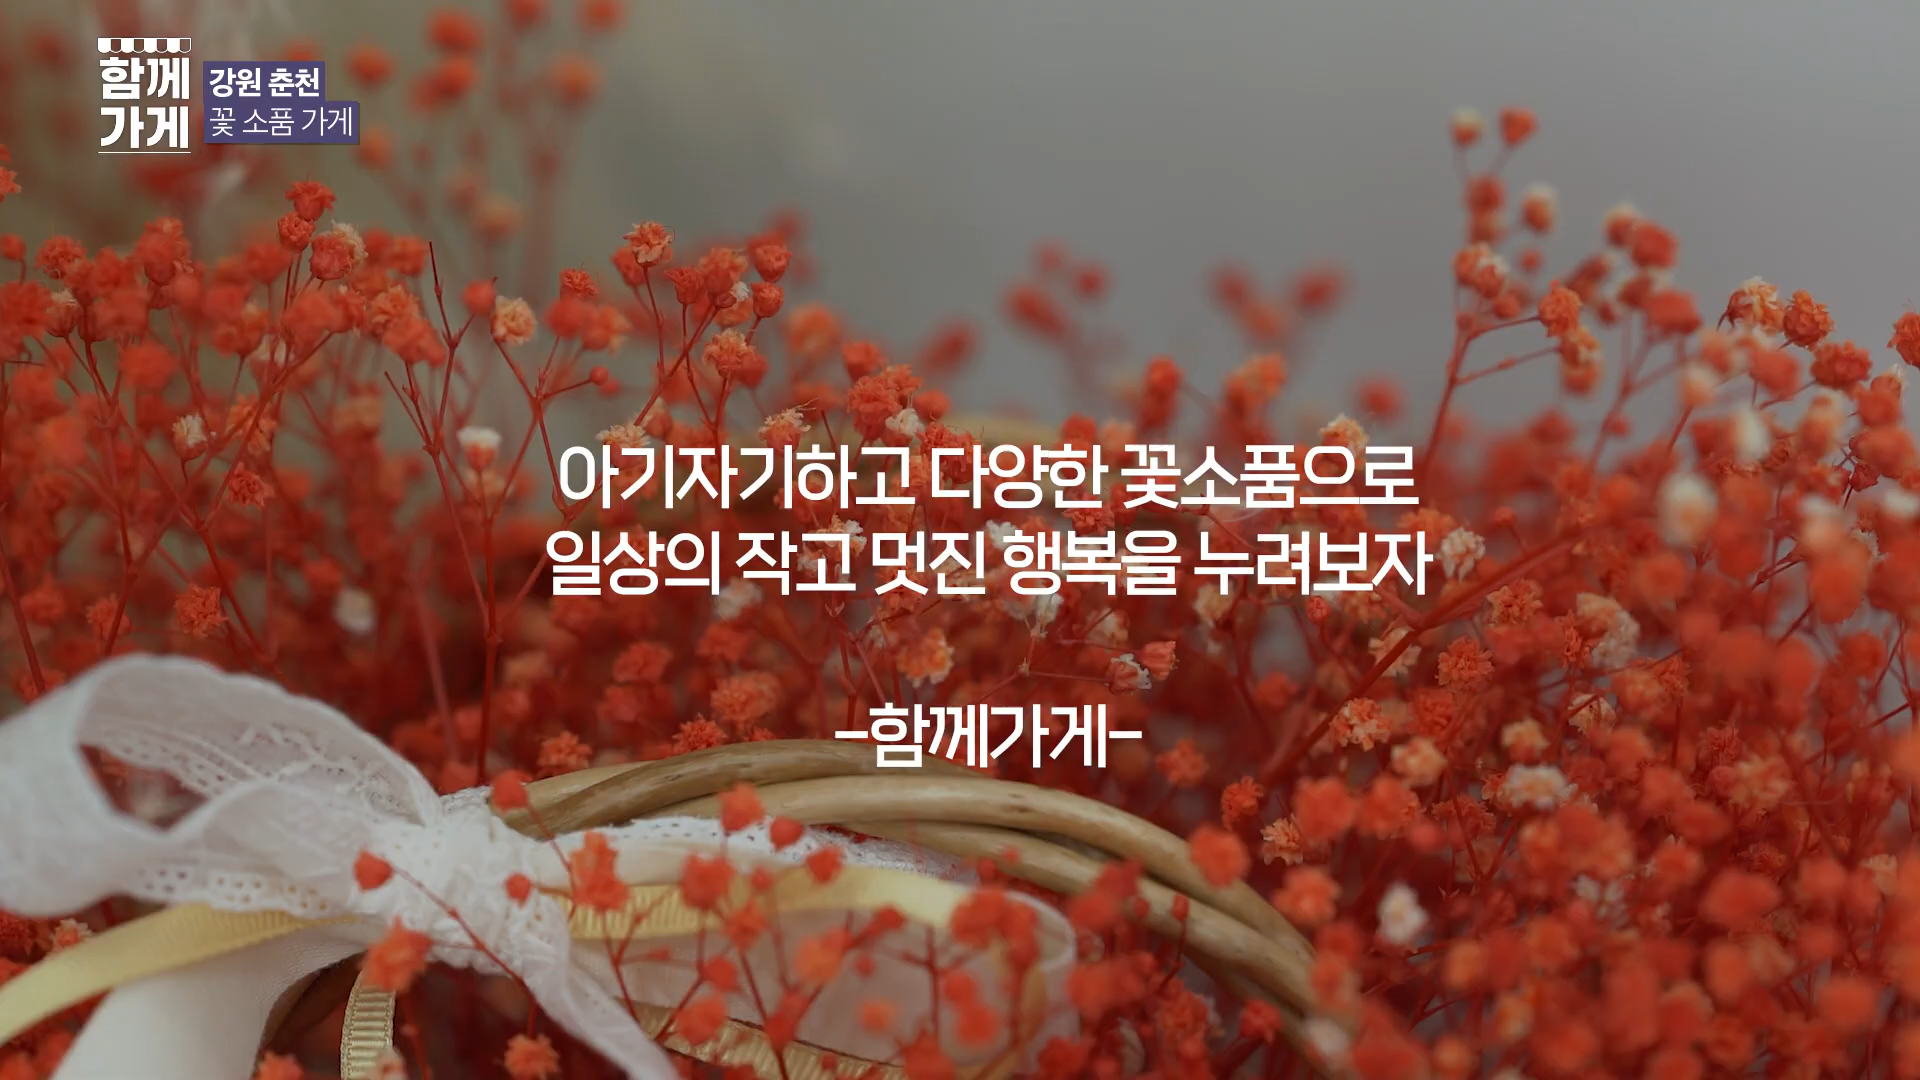 함께
가게
강원 춘천
꽃 소품 가게
아기자기하고 다양한 꽃소품으로
일상의 작고 멋진 행복을 누려보자
-함께가게-